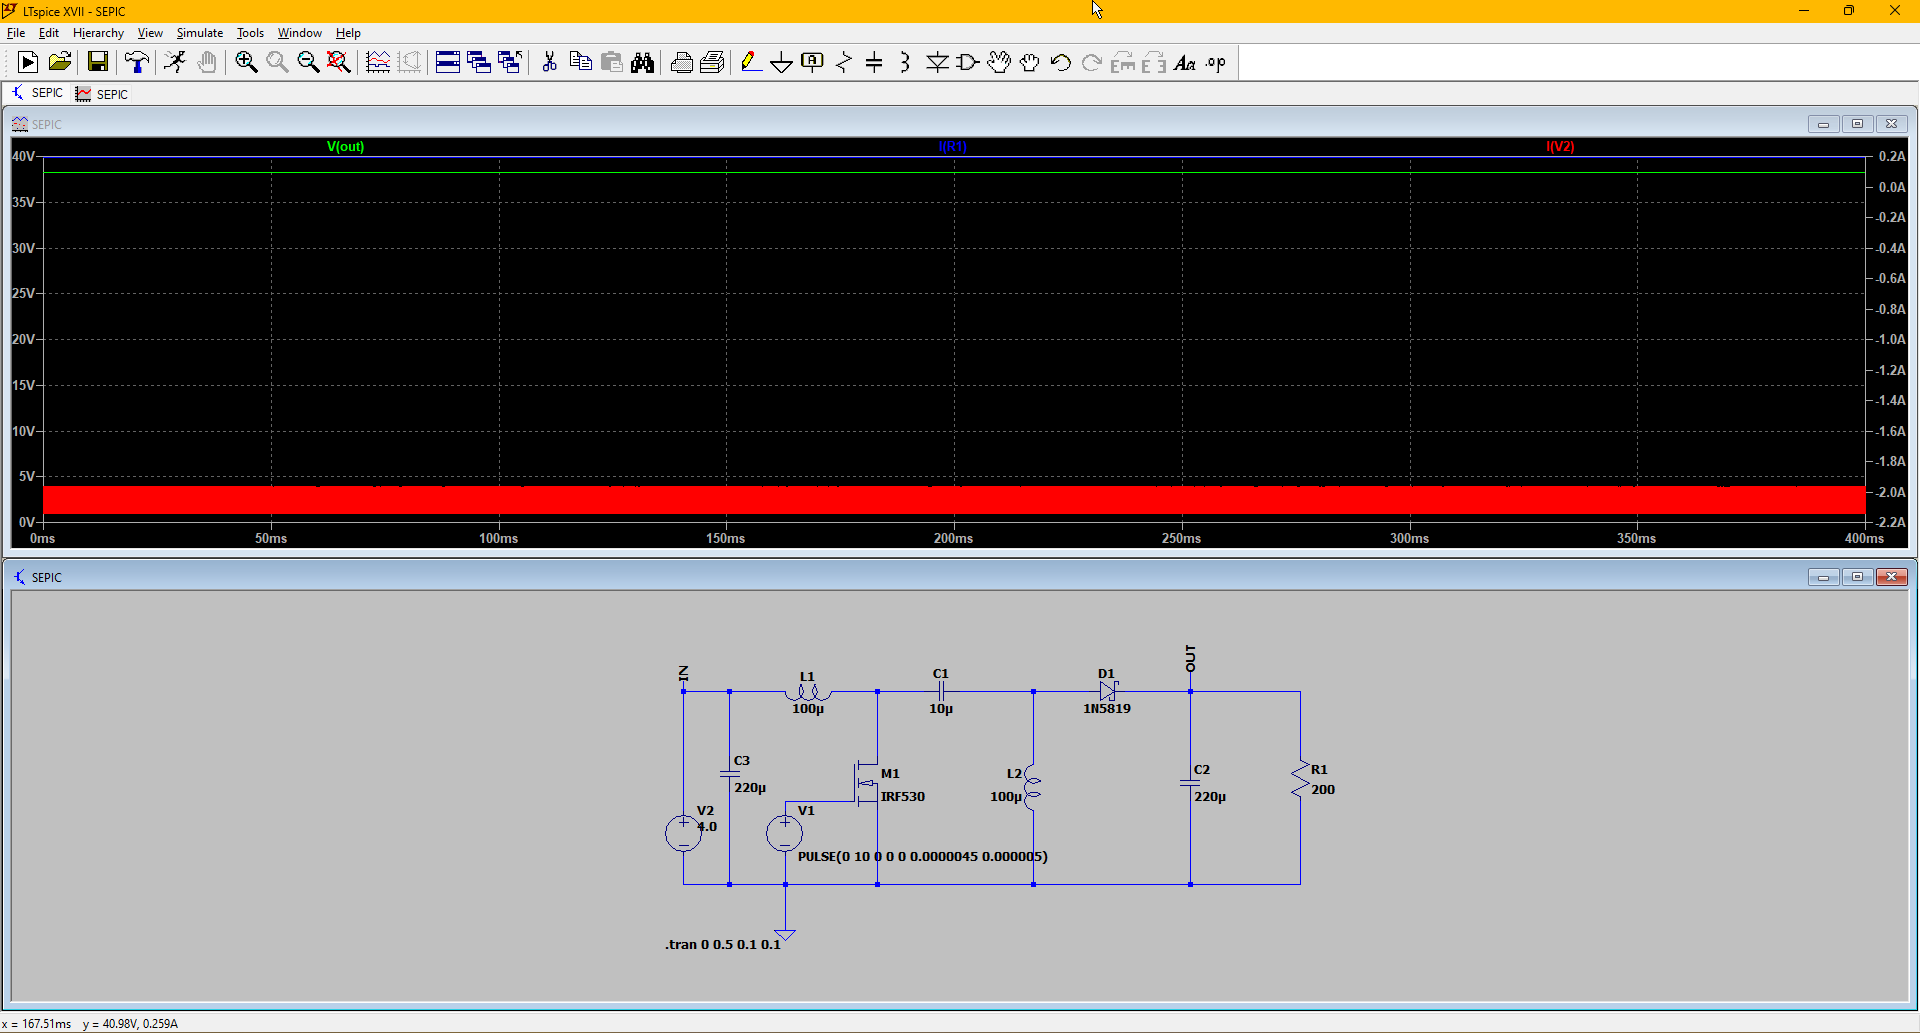 LTspice XVII - SEPIC
File Edit Hierarchy View Simulate Tools Window Help
.op
SEPIC SEPIC
SEPIC
V(out) I(R1) I(V2)
40V 0.2A
0.0A
35V -0.2A
30V -0.4A
25V -0.6A
-0.8A
20V -1.0A
15V -1.2A
-1.4A
10V -1.6A
5V -1.8A
-2.0A
0V -2.2A
0ms 50ms 100ms 150ms 200ms 250ms 300ms 350ms 400ms
SEPIC
IN
OUT
L1
100µ
C1
10µ
D1
1N5819
C3
220µ
M1
IRF530
L2
100µ
C2
220µ
R1
200
V2
4.0
V1
PULSE(0 10 0 0 0 0.0000045 0.000005)
.tran 0 0.5 0.1 0.1
x = 167.51ms y = 40.98V, 0.259A